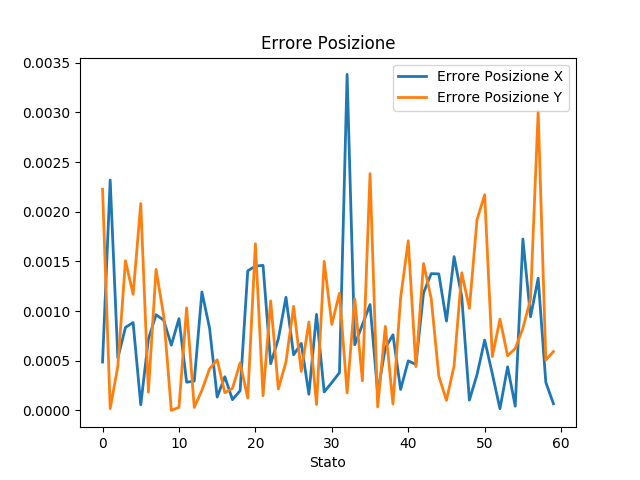 Errore Posizione
0.0035
0.0030
0.0025
0.0020
0.0015
0.0010
0.0005
0.0000
Errore Posizione X
Errore Posizione Y
0 10 20 30 40 50 60
Stato